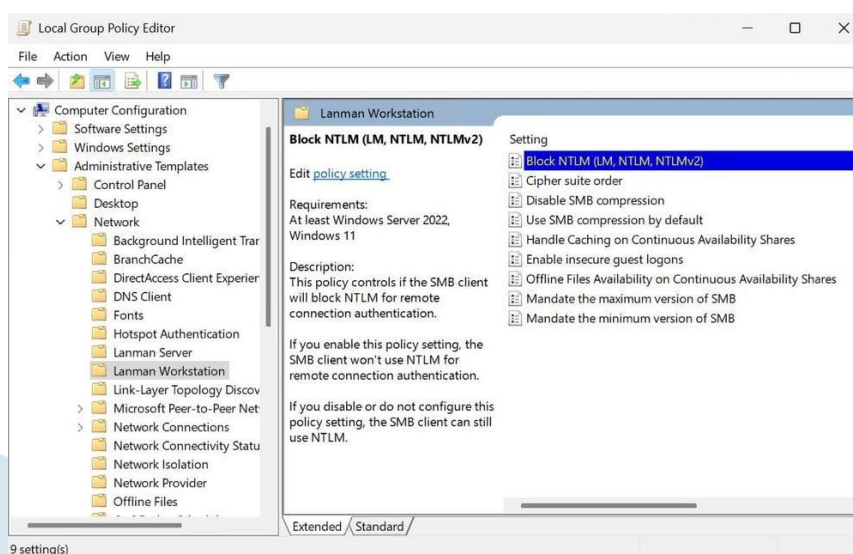 Local Group Policy Editor
File Action View Help
Computer Configuration
Software Settings
Windows Settings
Administrative Templates
Control Panel
Desktop
Network
Background Intelligent Tran
BranchCache
DirectAccess Client Experier
DNS Client
Fonts
Hotspot Authentication
Lanman Server
Lanman Workstation
Link-Layer Topology Discov
Microsoft Peer-to-Peer Net
Network Connections
Network Connectivity Statu
Network Isolation
Network Provider
Offline Files
Lanman Workstation
Block NTLM (LM, NTLM, NTLMv2)
Edit policy setting
Requirements:
At least Windows Server 2022,
Windows 11
Description:
This policy controls if the SMB client
will block NTLM for remote
connection authentication.
If you enable this policy setting, the
SMB client won't use NTLM for
remote connection authentication.
If you disable or do not configure this
policy setting, the SMB client can still
use NTLM.
Setting
Block NTLM (LM, NTLM, NTLMv2)
Cipher suite order
Disable SMB compression
Use SMB compression by default
Handle Caching on Continuous Availability Shares
Enable insecure guest logons
Offline Files Availability on Continuous Availability Shares
Mandate the maximum version of SMB
Mandate the minimum version of SMB
Extended Standard
9 setting(s)